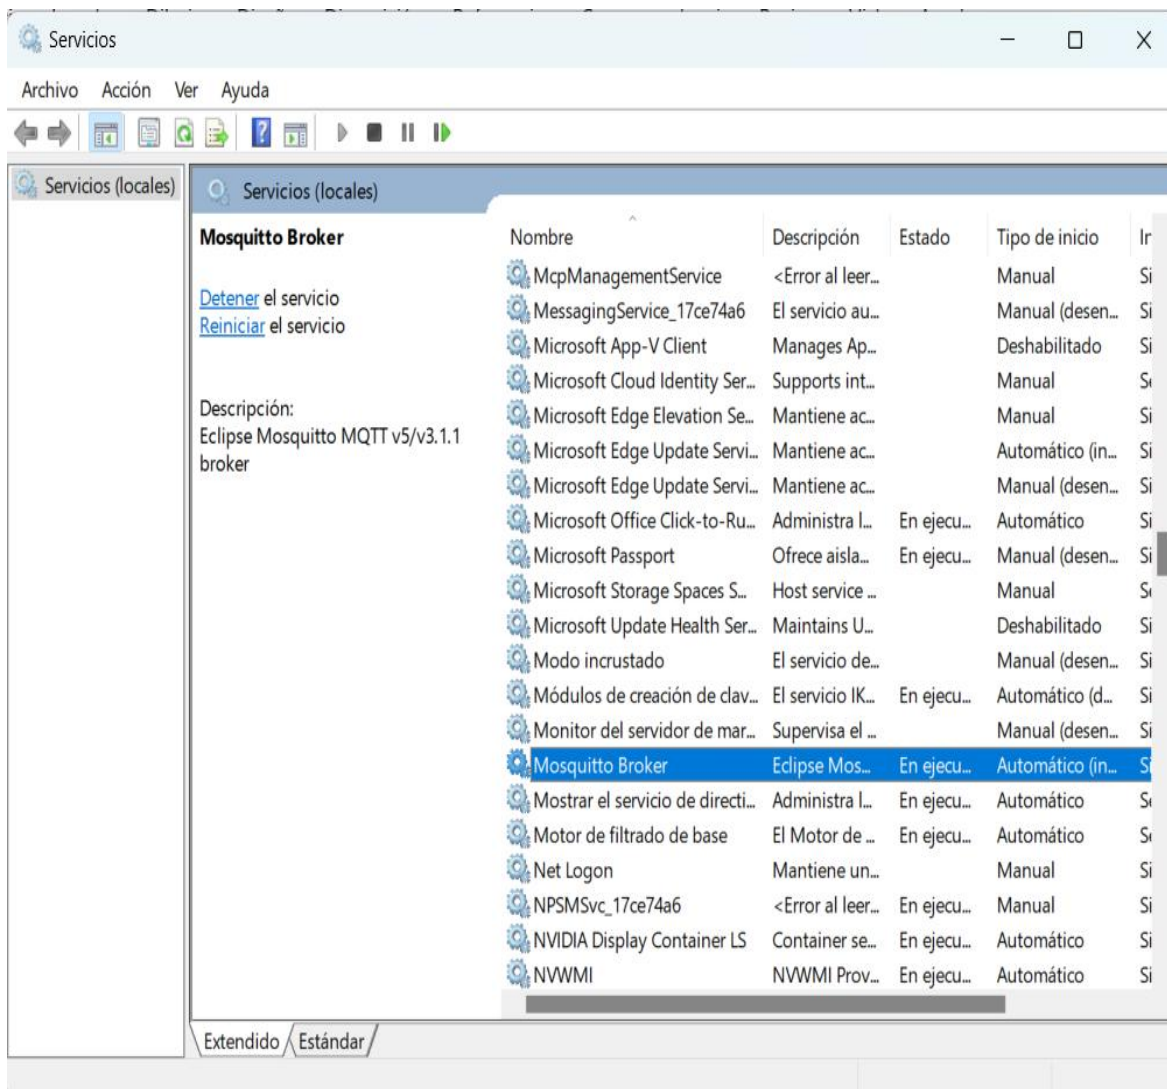 Servicios
Archivo Acción Ver Ayuda
Servicios (locales)
Servicios (locales)
Mosquitto Broker
Detener el servicio
Reiniciar el servicio
Descripción:
Eclipse Mosquitto MQTT v5/v3.1.1
broker
Nombre Descripción Estado Tipo de inicio Ir
McpManagementService <Error al leer... Manual Si
MessagingService_17ce74a6 El servicio au... Manual (desen... Si
Microsoft App-V Client Manages Ap... Deshabilitado Si
Microsoft Cloud Identity Ser... Supports int... Manual Se
Microsoft Edge Elevation Se... Mantiene ac... Manual Si
Microsoft Edge Update Servi... Mantiene ac... Automático (in... Si
Microsoft Edge Update Servi... Mantiene ac... Manual (desen... Si
Microsoft Office Click-to-Ru... Administra l... En ejecu... Automático Si
Microsoft Passport Ofrece aisla... En ejecu... Manual (desen... Si
Microsoft Storage Spaces S... Host service ... Manual Se
Microsoft Update Health Ser... Maintains U... Deshabilitado Si
Modo incrustado El servicio de... Manual (desen... Si
Módulos de creación de clav... El servicio IK... En ejecu... Automático (d... Si
Monitor del servidor de mar... Supervisa el ... Manual (desen... Si
Mosquitto Broker Eclipse Mos... En ejecu... Automático (in... Si
Mostrar el servicio de directi... Administra l... En ejecu... Automático Se
Motor de filtrado de base El Motor de ... En ejecu... Automático Se
Net Logon Mantiene un... Manual Si
NPSMSvc_17ce74a6 <Error al leer... En ejecu... Manual Si
NVIDIA Display Container LS Container se... En ejecu... Automático Si
NVWMI NVWMI Prov... En ejecu... Automático Si
Extendido Estándar